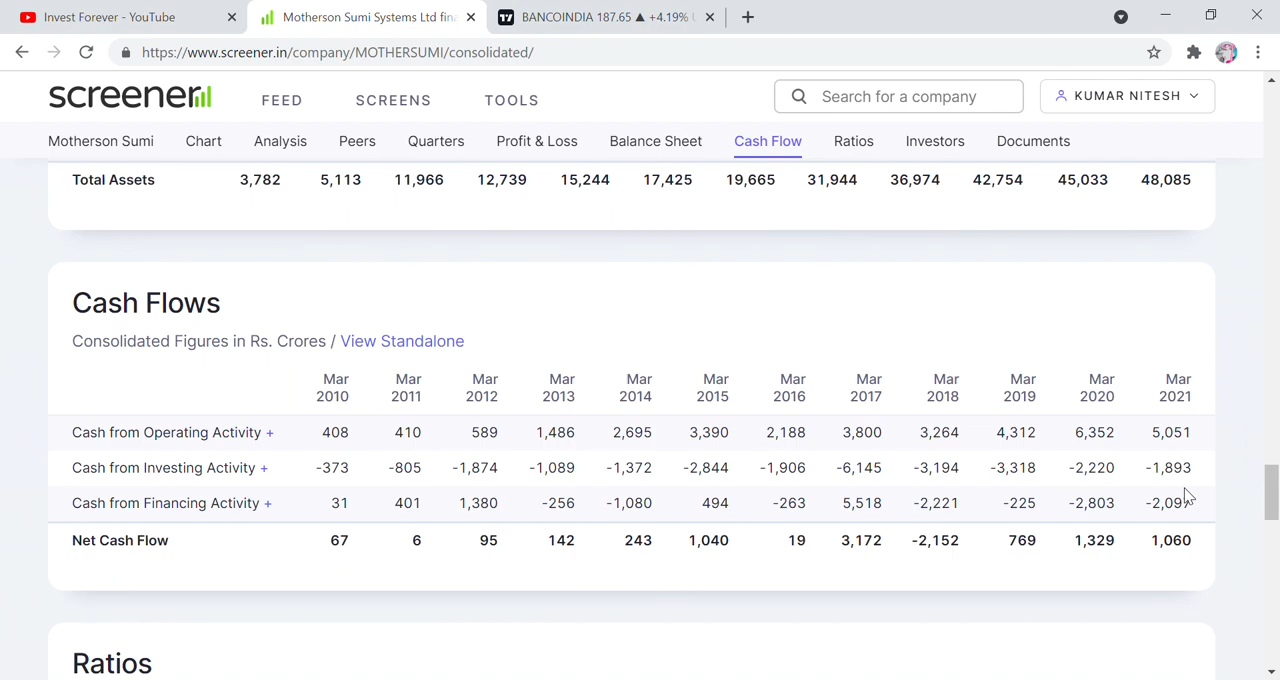 Invest Forever - YouTube
Motherson Sumi Systems Ltd fina
BANCOINDIA 187.65 ▲ +4.19%
https://www.screener.in/company/MOTHERSUMI/consolidated/
screener
FEED SCREENS TOOLS
Search for a company
KUMAR NITESH
Motherson Sumi Chart Analysis Peers Quarters Profit & Loss Balance Sheet Cash Flow Ratios Investors Documents
Total Assets 3,782 5,113 11,966 12,739 15,244 17,425 19,665 31,944 36,974 42,754 45,033 48,085
Cash Flows
Consolidated Figures in Rs. Crores / View Standalone
Mar Mar Mar Mar Mar Mar Mar Mar Mar Mar Mar Mar
2010 2011 2012 2013 2014 2015 2016 2017 2018 2019 2020 2021
Cash from Operating Activity + 408 410 589 1,486 2,695 3,390 2,188 3,800 3,264 4,312 6,352 5,051
Cash from Investing Activity + -373 -805 -1,874 -1,089 -1,372 -2,844 -1,906 -6,145 -3,194 -3,318 -2,220 -1,893
Cash from Financing Activity + 31 401 1,380 -256 -1,080 494 -263 5,518 -2,221 -225 -2,803
Net Cash Flow 67 6 95 142 243 1,040 19 3,172 -2,152 769 1,329 1,060
Ratios